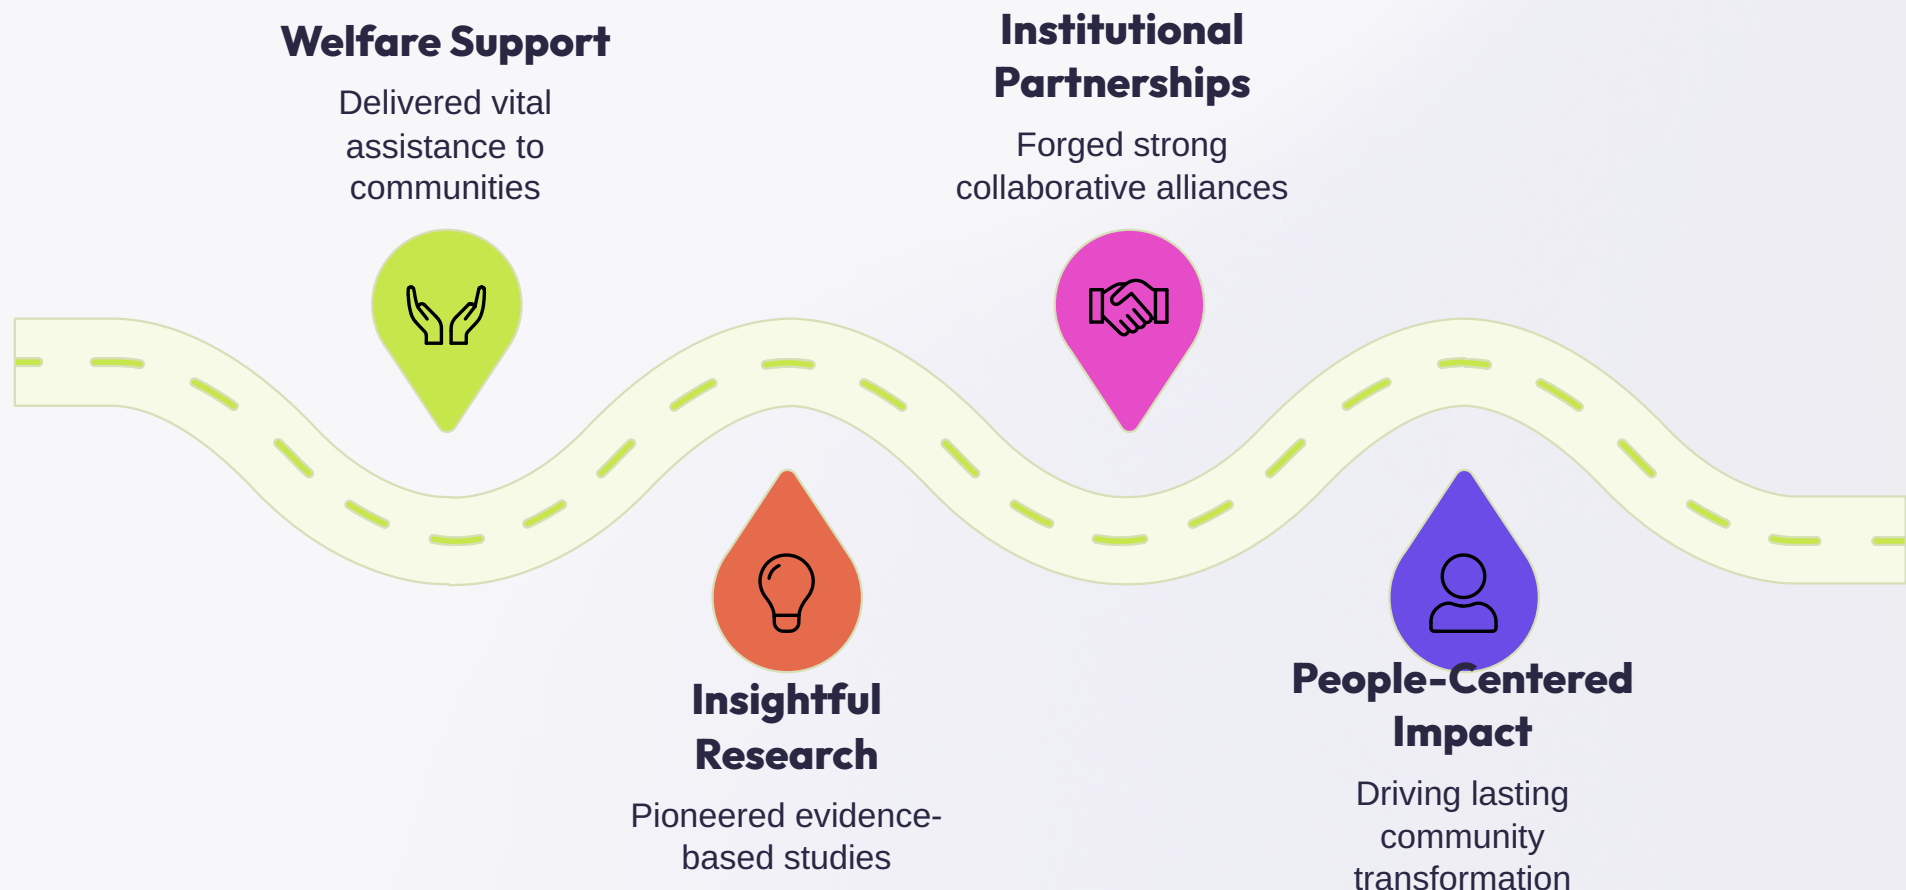 Welfare Support
Delivered vital
assistance to
communities
Institutional
Partnerships
Forged strong
collaborative alliances
Insightful
Research
Pioneered evidence-
based studies
People-Centered
Impact
Driving lasting
community
transformation